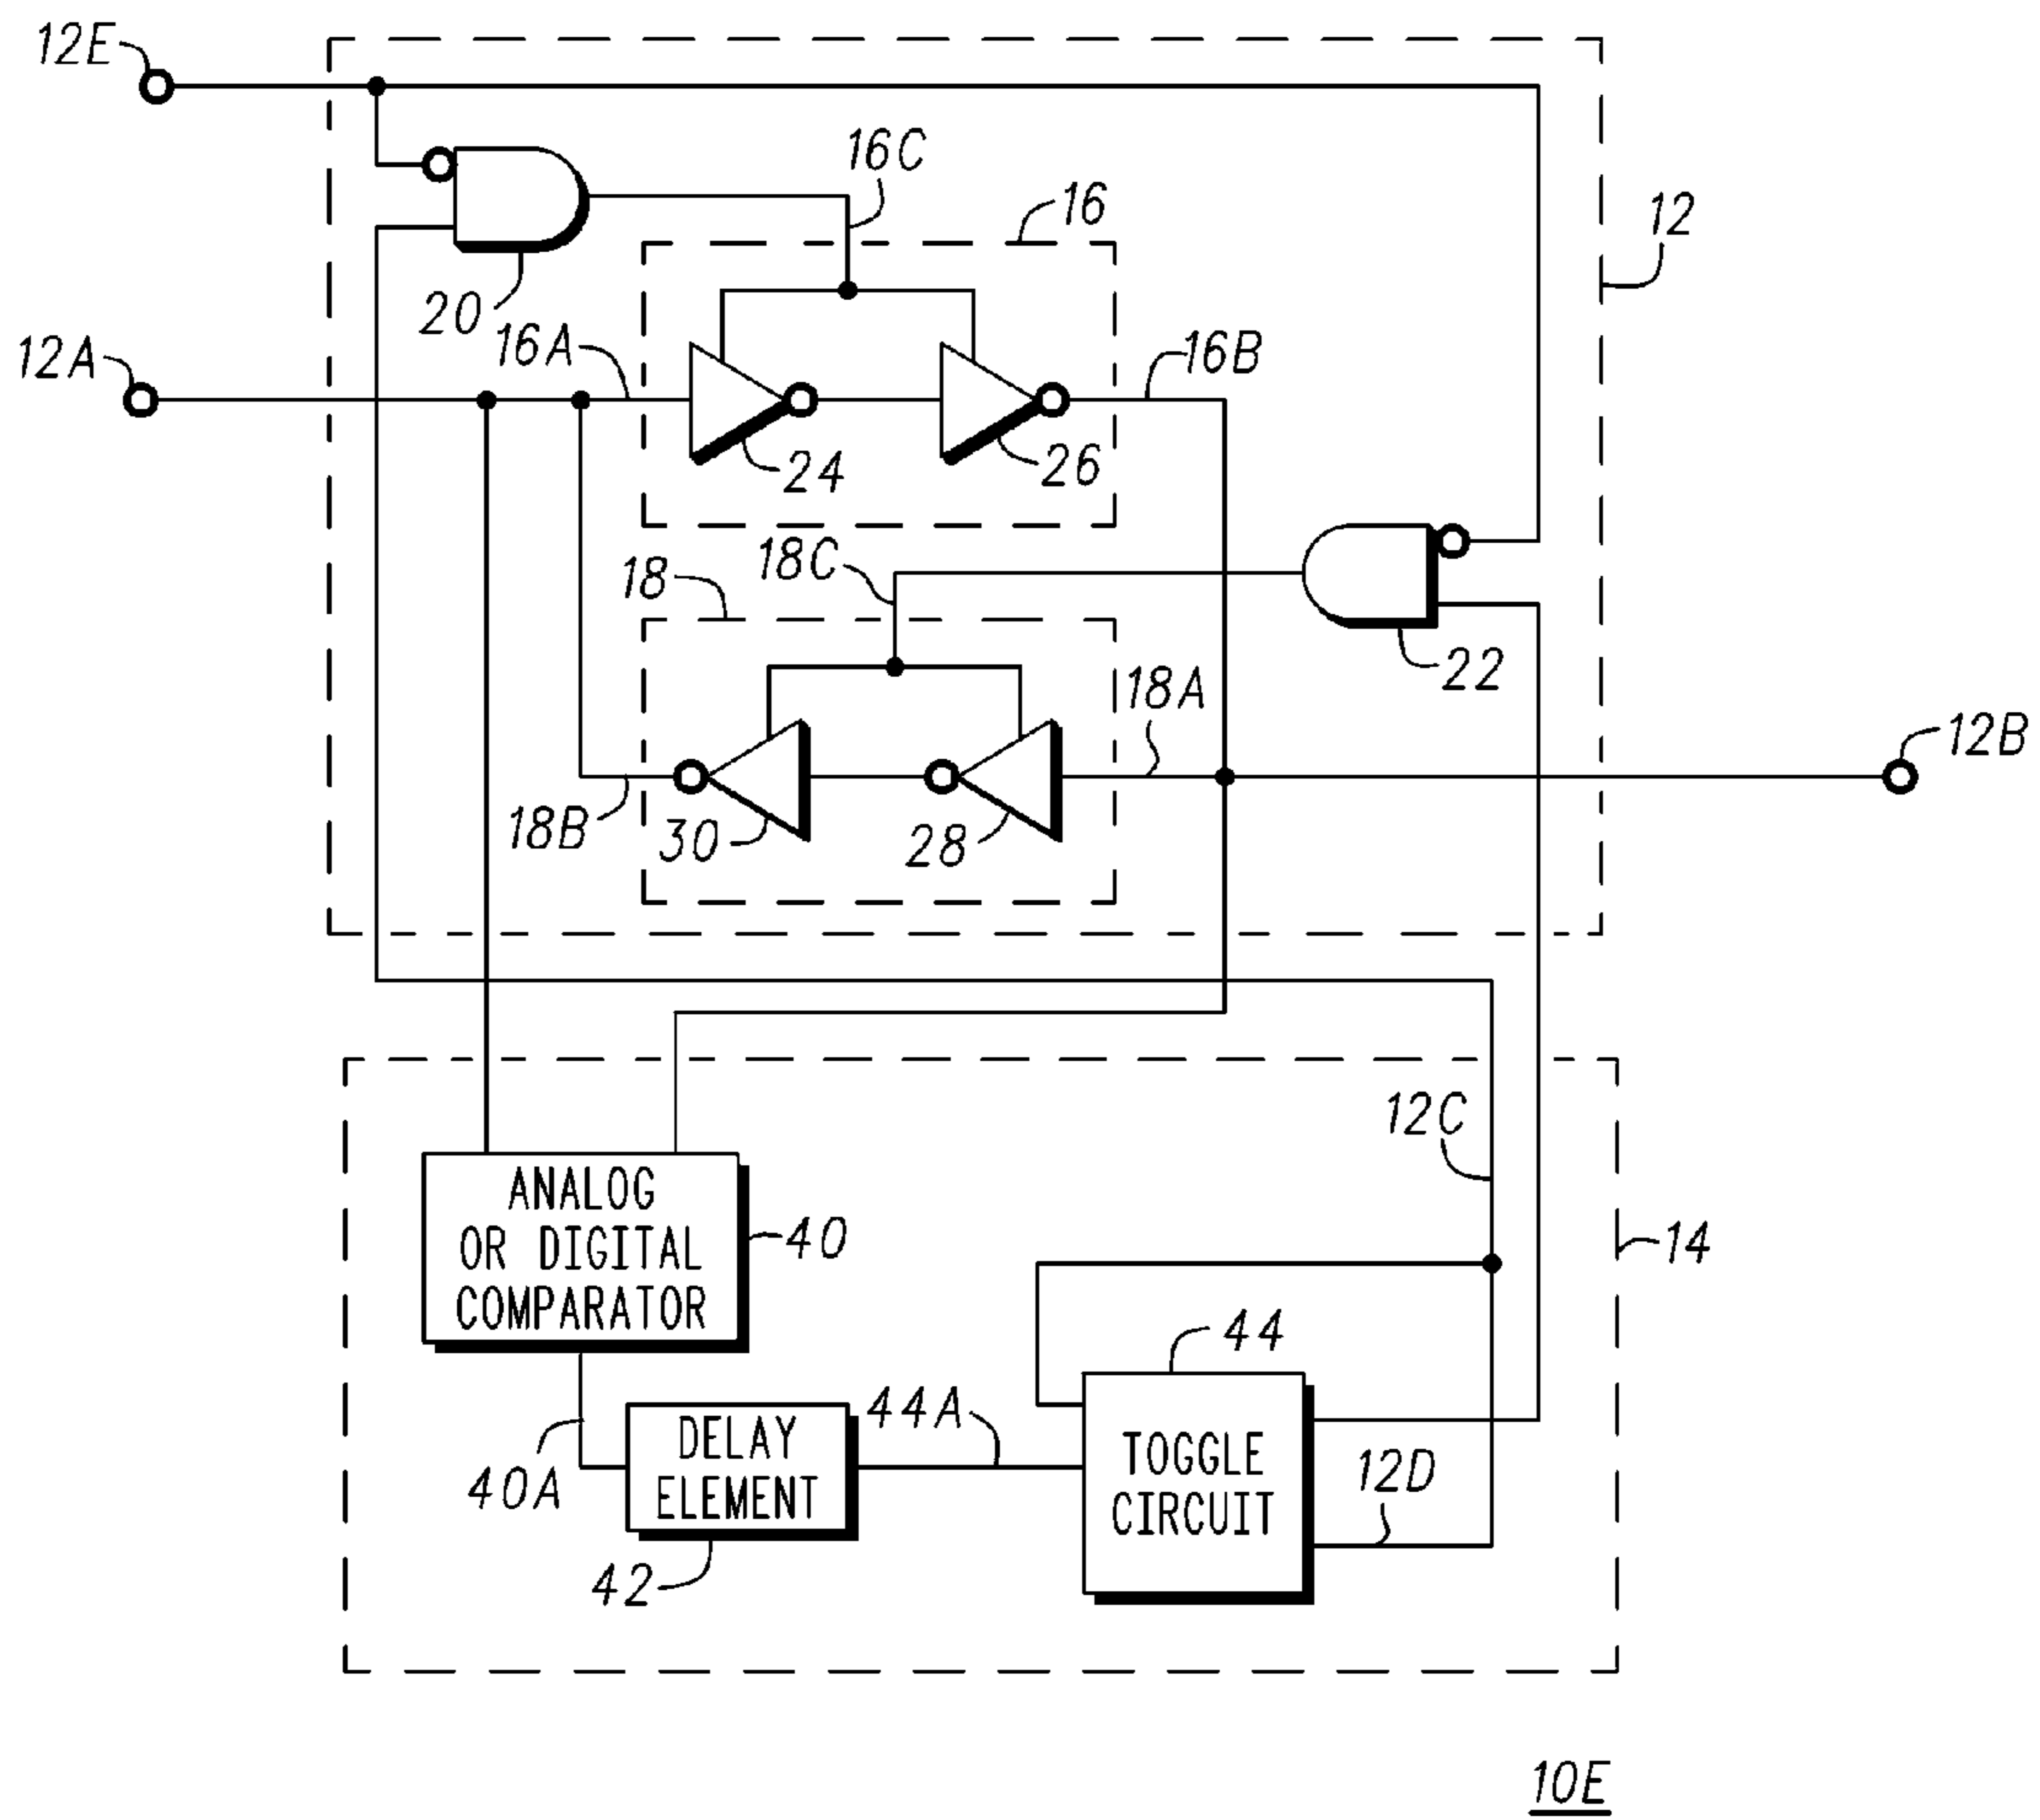 12E
16C
16
12
20
12A
16A
16B
24
26
18C
18
22
18A
12B
18B
30
28
12C
ANALOG
OR DIGITAL
COMPARATOR
40
14
44
DELAY
ELEMENT
44A
TOGGLE
CIRCUIT
12D
40A
42
10E